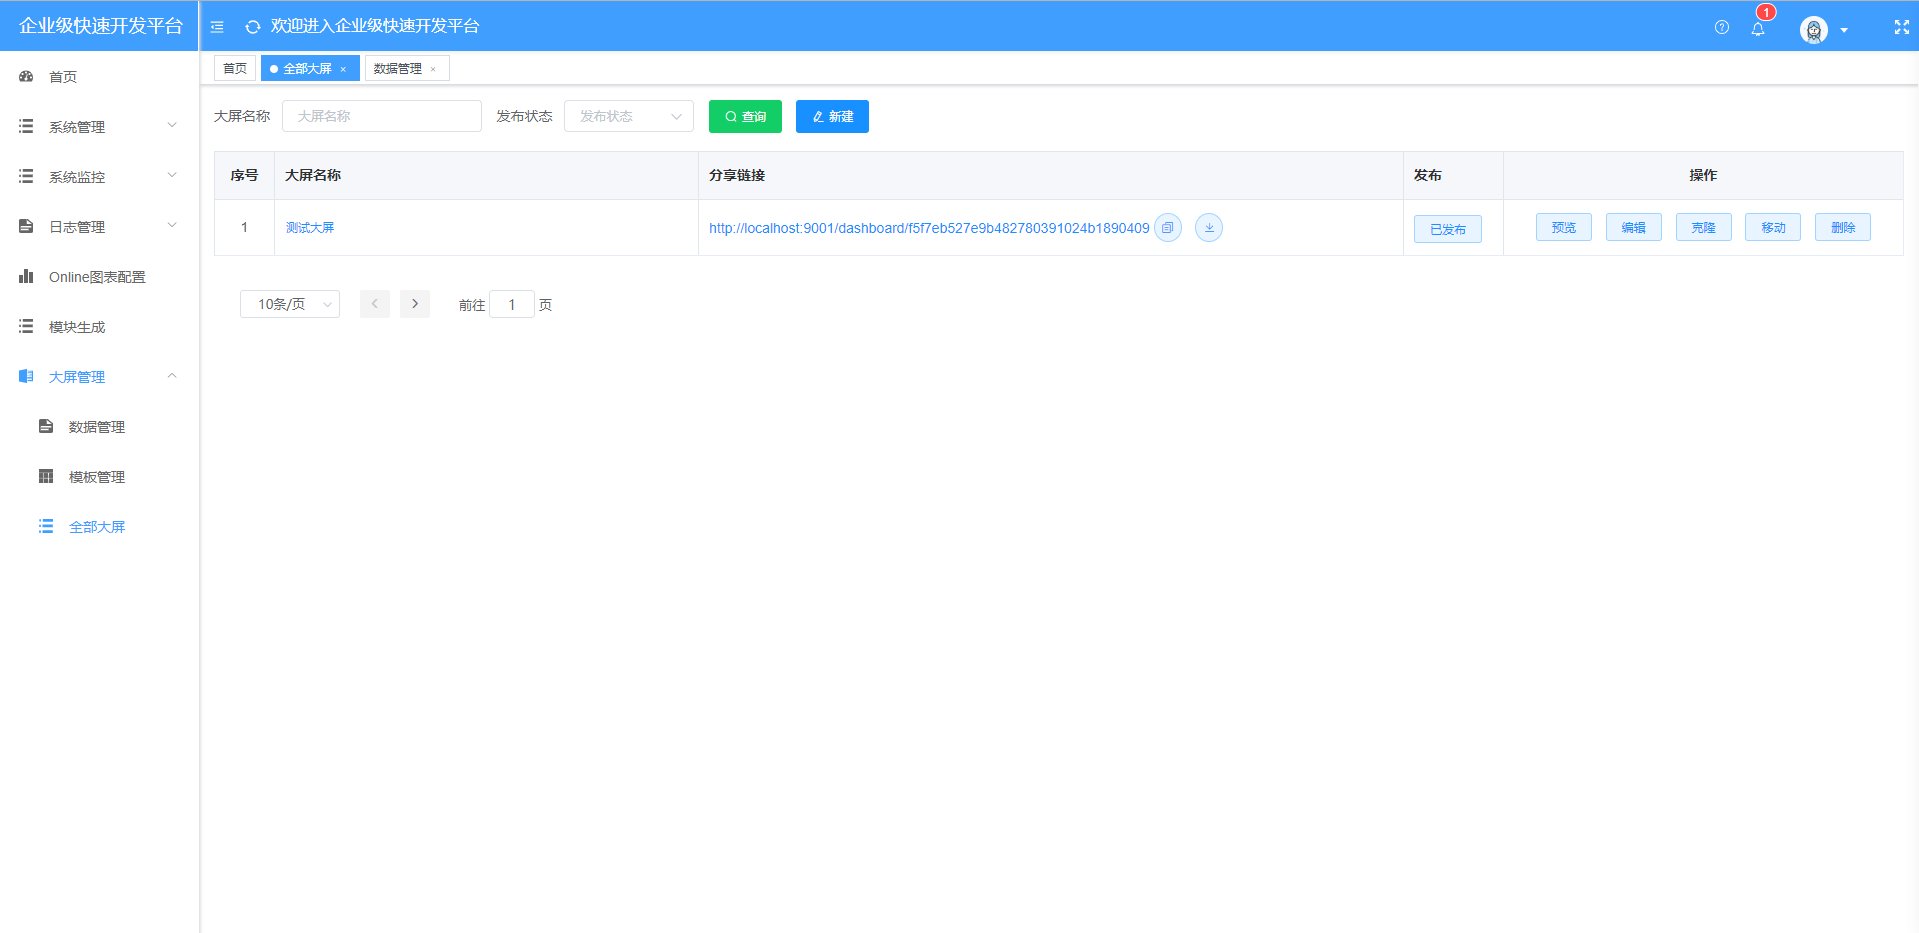 企业级快速开发平台
欢迎进入企业级快速开发平台
1
首页
系统管理
系统监控
日志管理
Online图表配置
模块生成
大屏管理
数据管理
模板管理
全部大屏
首页 全部大屏 × 数据管理 ×
大屏名称 大屏名称 发布状态 发布状态 查询 新建
序号 大屏名称 分享链接 发布 操作
1 测试大屏 http://localhost:9001/dashboard/f5f7eb527e9b482780391024b1890409 已发布 预览 编辑 克隆 移动 删除
10条/页 前往 1 页